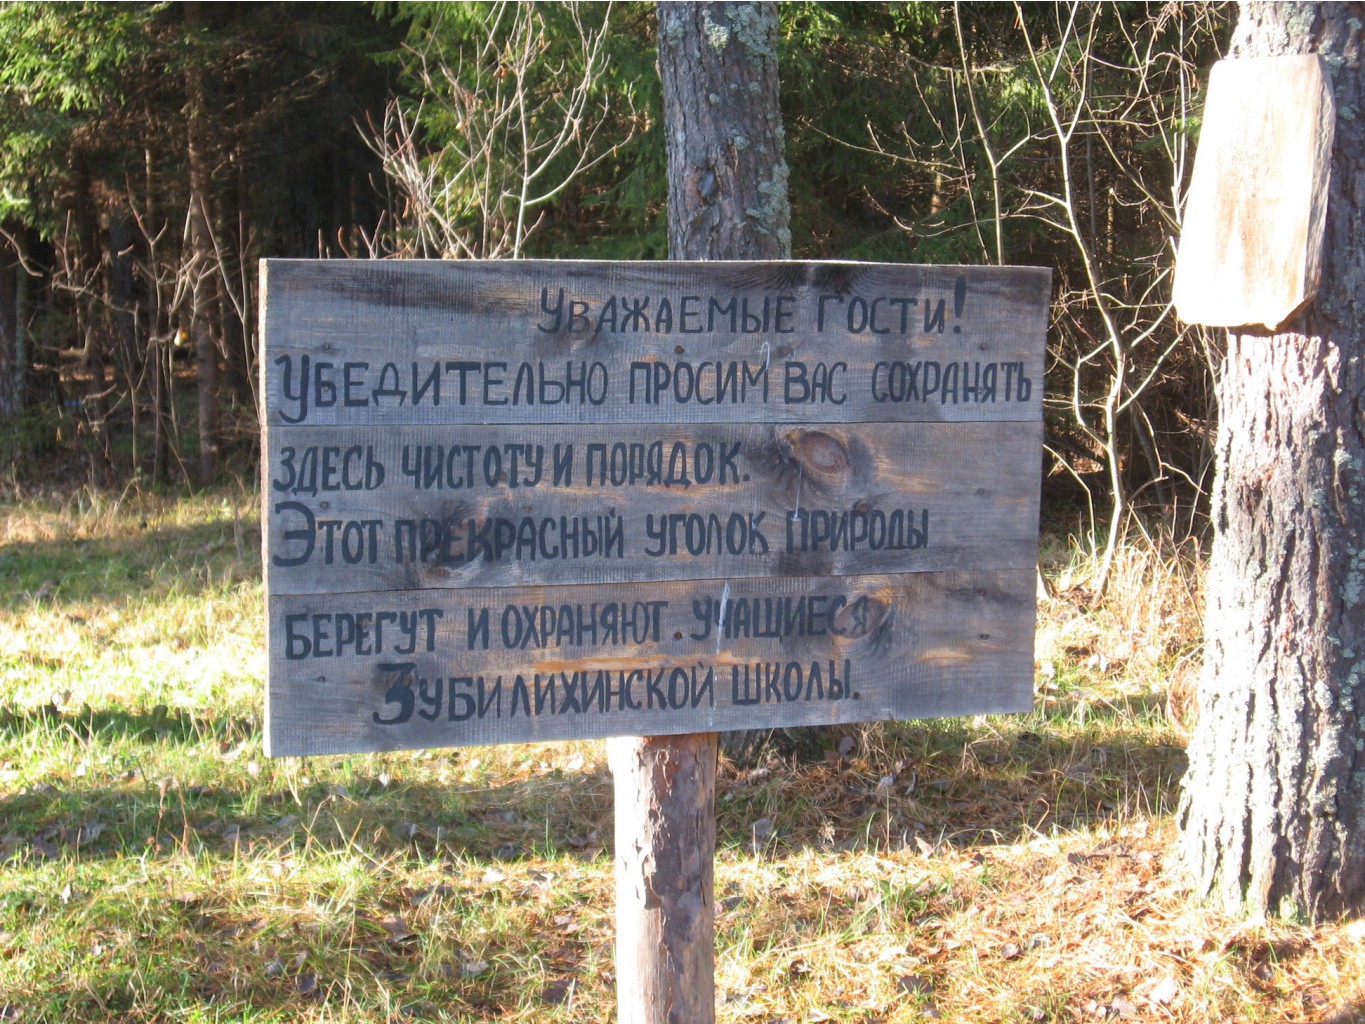 Уважаемые гости!
Убедительно просим вас сохранять
здесь чистоту и порядок.
Этот прекрасный уголок природы
берегут и охраняют учащиеся
Зубилихинской школы.